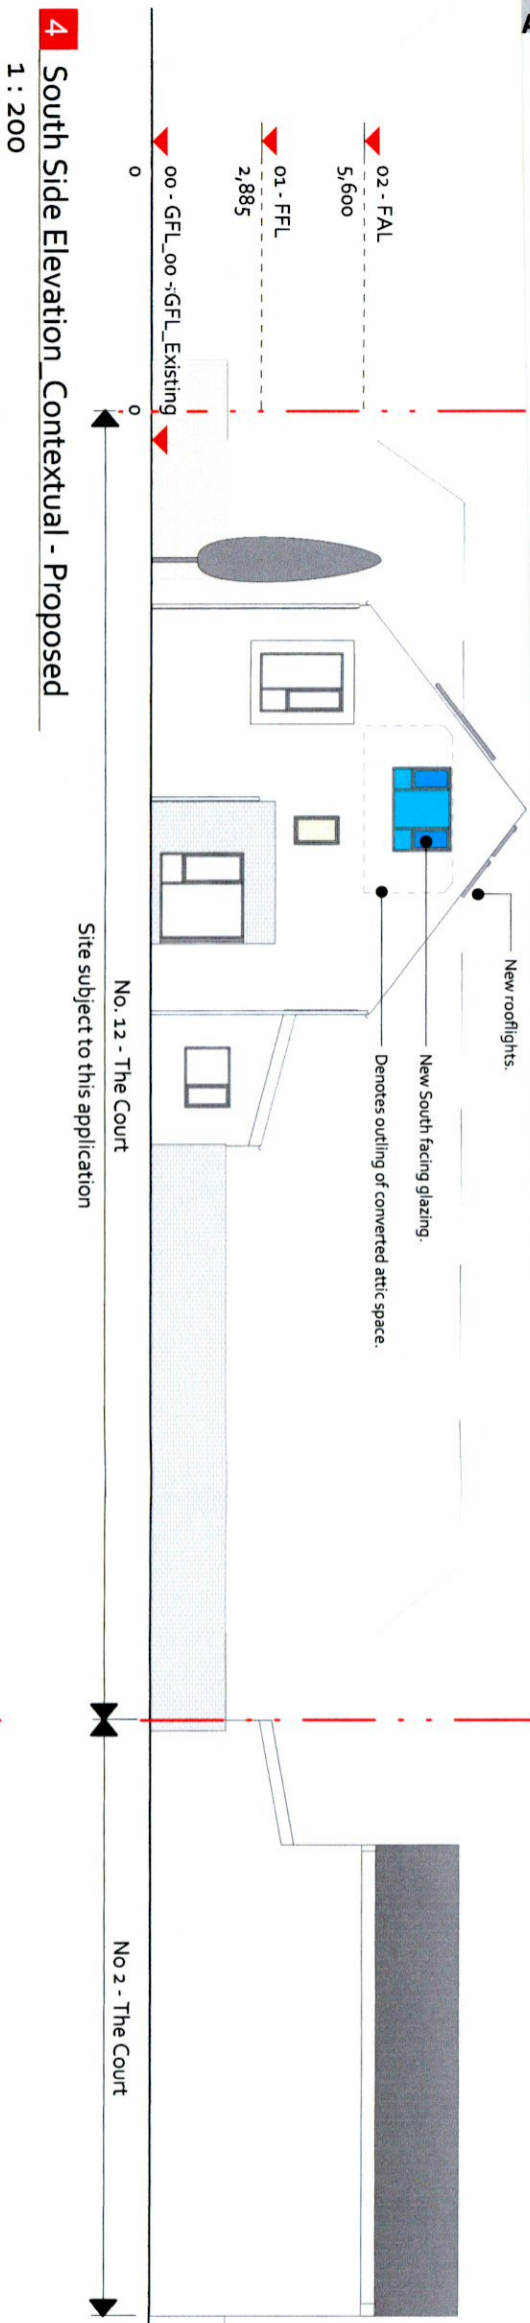 New rooflights.
New South facing glazing.
Denotes outling of converted attic space.
02 - FAL
5,600
01 - FFL
2,885
00 - GFL_00 -:GFL_Existing
0
0
No. 12 - The Court
Site subject to this application
No 2 - The Court
4 South Side Elevation_Contextual - Proposed
1 : 200